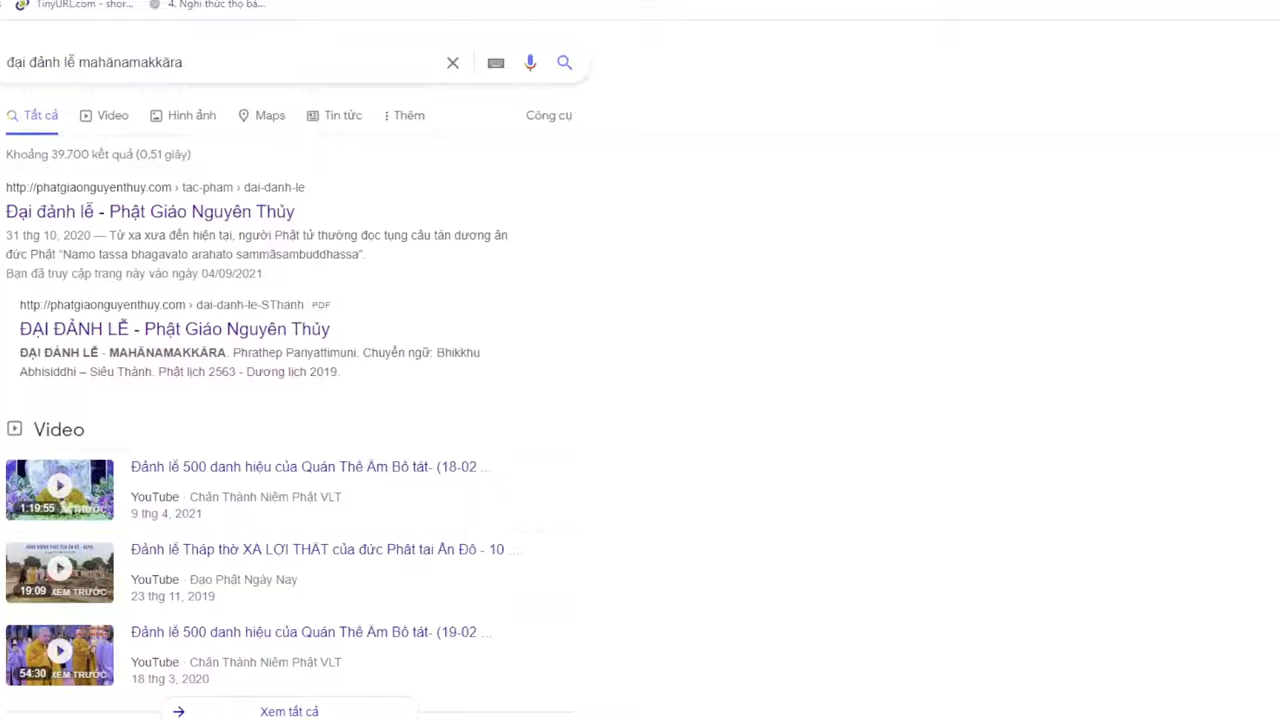 TinyURL.com - shor... 4. Nghi thức thọ bá...
đại đảnh lễ mahānamakkāra
Tất cả Video Hình ảnh Maps Tin tức Thêm Công cụ
Khoảng 39.700 kết quả (0,51 giây)
http://phatgiaonguyenthuy.com › tac-pham › dai-danh-le
Đại đảnh lễ - Phật Giáo Nguyên Thủy
31 thg 10, 2020 — Từ xa xưa đến hiện tại, người Phật tử thường đọc tụng câu tán dương ân
đức Phật “Namo tassa bhagavato arahato sammāsambuddhassa”.
Bạn đã truy cập trang này vào ngày 04/09/2021
http://phatgiaonguyenthuy.com › dai-danh-le-SThanh PDF
ĐẠI ĐẢNH LỄ - Phật Giáo Nguyên Thủy
ĐẠI ĐẢNH LỄ - MAHĀNAMAKKĀRA. Phrathep Pariyattimuni. Chuyển ngữ: Bhikkhu
Abhisiddhi – Siêu Thành. Phật lịch 2563 - Dương lịch 2019.
Video
Đảnh lễ 500 danh hiệu của Quán Thế Âm Bồ tát- (18-02 ...
1:19:55
YouTube · Chân Thành Niệm Phật VLT
9 thg 4, 2021
Đảnh lễ Tháp thờ XÁ LỢI THẬT của đức Phật tại Ấn Độ - 10 ...
19:09 XEM TRƯỚC
YouTube · Đạo Phật Ngày Nay
23 thg 11, 2019
Đảnh lễ 500 danh hiệu của Quán Thế Âm Bồ tát- (19-02 ...
54:30 XEM TRƯỚC
YouTube · Chân Thành Niệm Phật VLT
18 thg 3, 2020
Xem tất cả